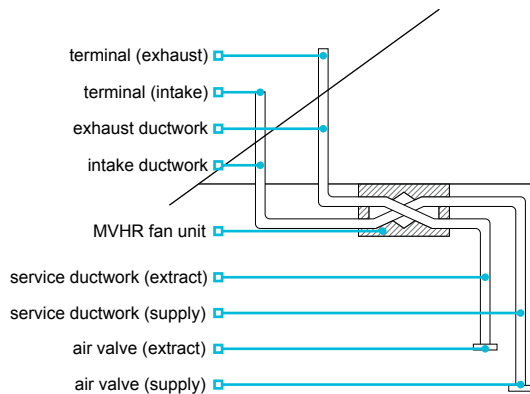 terminal (exhaust)
terminal (intake)
exhaust ductwork
intake ductwork
MVHR fan unit
service ductwork (extract)
service ductwork (supply)
air valve (extract)
air valve (supply)